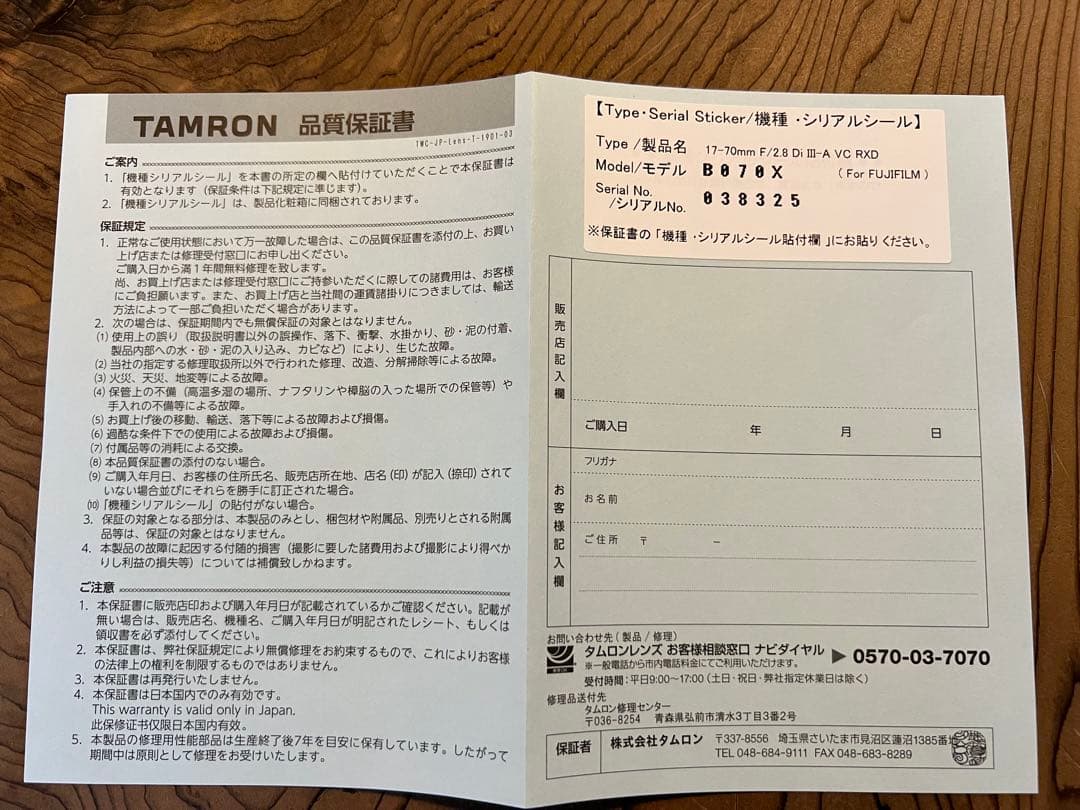 TAMRON 品質保証書
TWC-JP-Lens-T-1901-03
ご案内
1. 「機種シリアルシール」を本書の所定の欄へ貼付けていただくことで本保証書は
有効となります（保証条件は下記規定に準じます）。
2. 「機種シリアルシール」は、製品化粧箱に同梱されております。
保証規定
1. 正常なご使用状態において万一故障した場合は、この品質保証書を添付の上、お買い
上げ店または修理受付窓口にお申し出ください。
ご購入日から満1年間無料修理を致します。
尚、お買上げ店または修理受付窓口にご持参いただくに際しての諸費用は、お客様
にご負担願います。また、お買上げ店と当社間の運賃諸掛りにつきましては、輸送
方法によって一部ご負担いただく場合があります。
2. 次の場合は、保証期間内でも無償保証の対象とはなりません。
(1) 使用上の誤り（取扱説明書以外の誤操作、落下、衝撃、水掛かり、砂・泥の付着、
製品内部への水・砂・泥の入り込み、カビなど）により、生じた故障。
(2) 当社の指定する修理取扱所以外で行われた修理、改造、分解掃除等による故障。
(3) 火災、天災、地変等による故障。
(4) 保管上の不備（高温多湿の場所、ナフタリンや樟脳の入った場所での保管等）や
手入れの不備等による故障。
(5) お買上げ後の移動、輸送、落下等による故障および損傷。
(6) 過酷な条件下での使用による故障および損傷。
(7) 付属品等の消耗による交換。
(8) 本品質保証書の添付のない場合。
(9) ご購入年月日、お客様の住所氏名、販売店所在地、店名（印）が記入（捺印）されて
いない場合並びにそれらを勝手に訂正された場合。
(10) 「機種シリアルシール」の貼付がない場合。
3. 保証の対象となる部分は、本製品のみとし、梱包材や附属品、別売りとされる附属
品等は、保証の対象とはなりません。
4. 本製品の故障に起因する付随的損害（撮影に要した諸費用および撮影により得べか
りし利益の損失等）については補償致しかねます。
ご注意
1. 本保証書に販売店印および購入年月日が記載されているかご確認ください。記載が
無い場合は、販売店名、機種名、ご購入年月日が明記されたレシート、もしくは
領収書を必ず添付してください。
2. 本保証書は、弊社保証規定により無償修理をお約束するもので、これによりお客様
の法律上の権利を制限するものではありません。
3. 本保証書は再発行いたしません。
4. 本保証書は日本国内でのみ有効です。
This warranty is valid only in Japan.
此保修证书仅限日本国内有效。
5. 本製品の修理用性能部品は生産終了後7年を目安に保有しています。したがって
期間中は原則として修理をお受けいたします。
【Type・Serial Sticker/機種 ・シリアルシール】
Type /製品名 17-70mm F/2.8 Di III-A VC RXD
Model/モデル B070X （ For FUJIFILM ）
Serial No.
/シリアルNo. 038325
※保証書の「機種 ・シリアルシール貼付欄 」にお貼りください。
販売店記入欄
ご購入日 年 月 日
お客様記入欄
フリガナ
お名前
ご住所 〒 －
お問い合わせ先（製品 / 修理）
タムロンレンズ お客様相談窓口 ナビダイヤル ▶ 0570-03-7070
※一般電話から市内電話料金にてご利用いただけます。
受付時間：平日9:00～17:00（土日・祝日・弊社指定休業日は除く）
修理品送付先
タムロン修理センター
〒036-8254 青森県弘前市清水3丁目3番2号
保証者 株式会社タムロン 〒337-8556 埼玉県さいたま市見沼区蓮沼1385番地
TEL 048-684-9111 FAX 048-683-8289